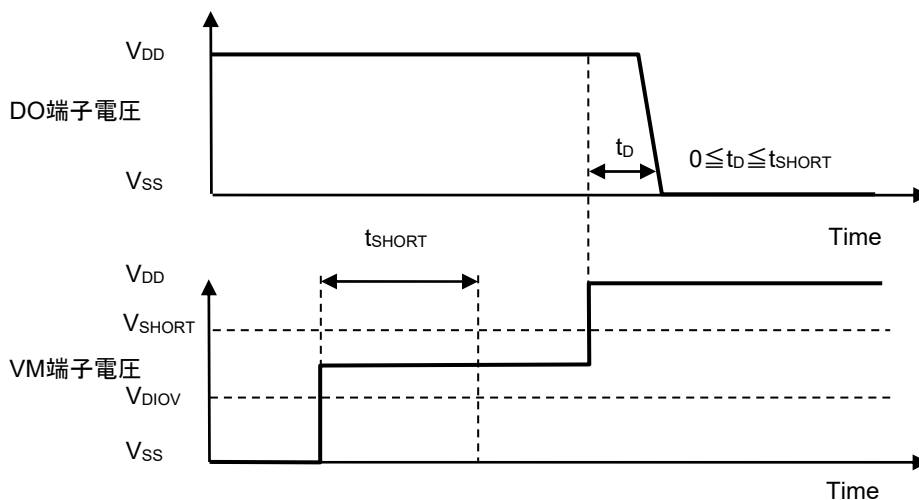 VDD
DO端子電圧
tD
0≦tD≦tSHORT
VSS
Time
tSHORT
VDD
VSHORT
VM端子電圧
VDIOV
VSS
Time